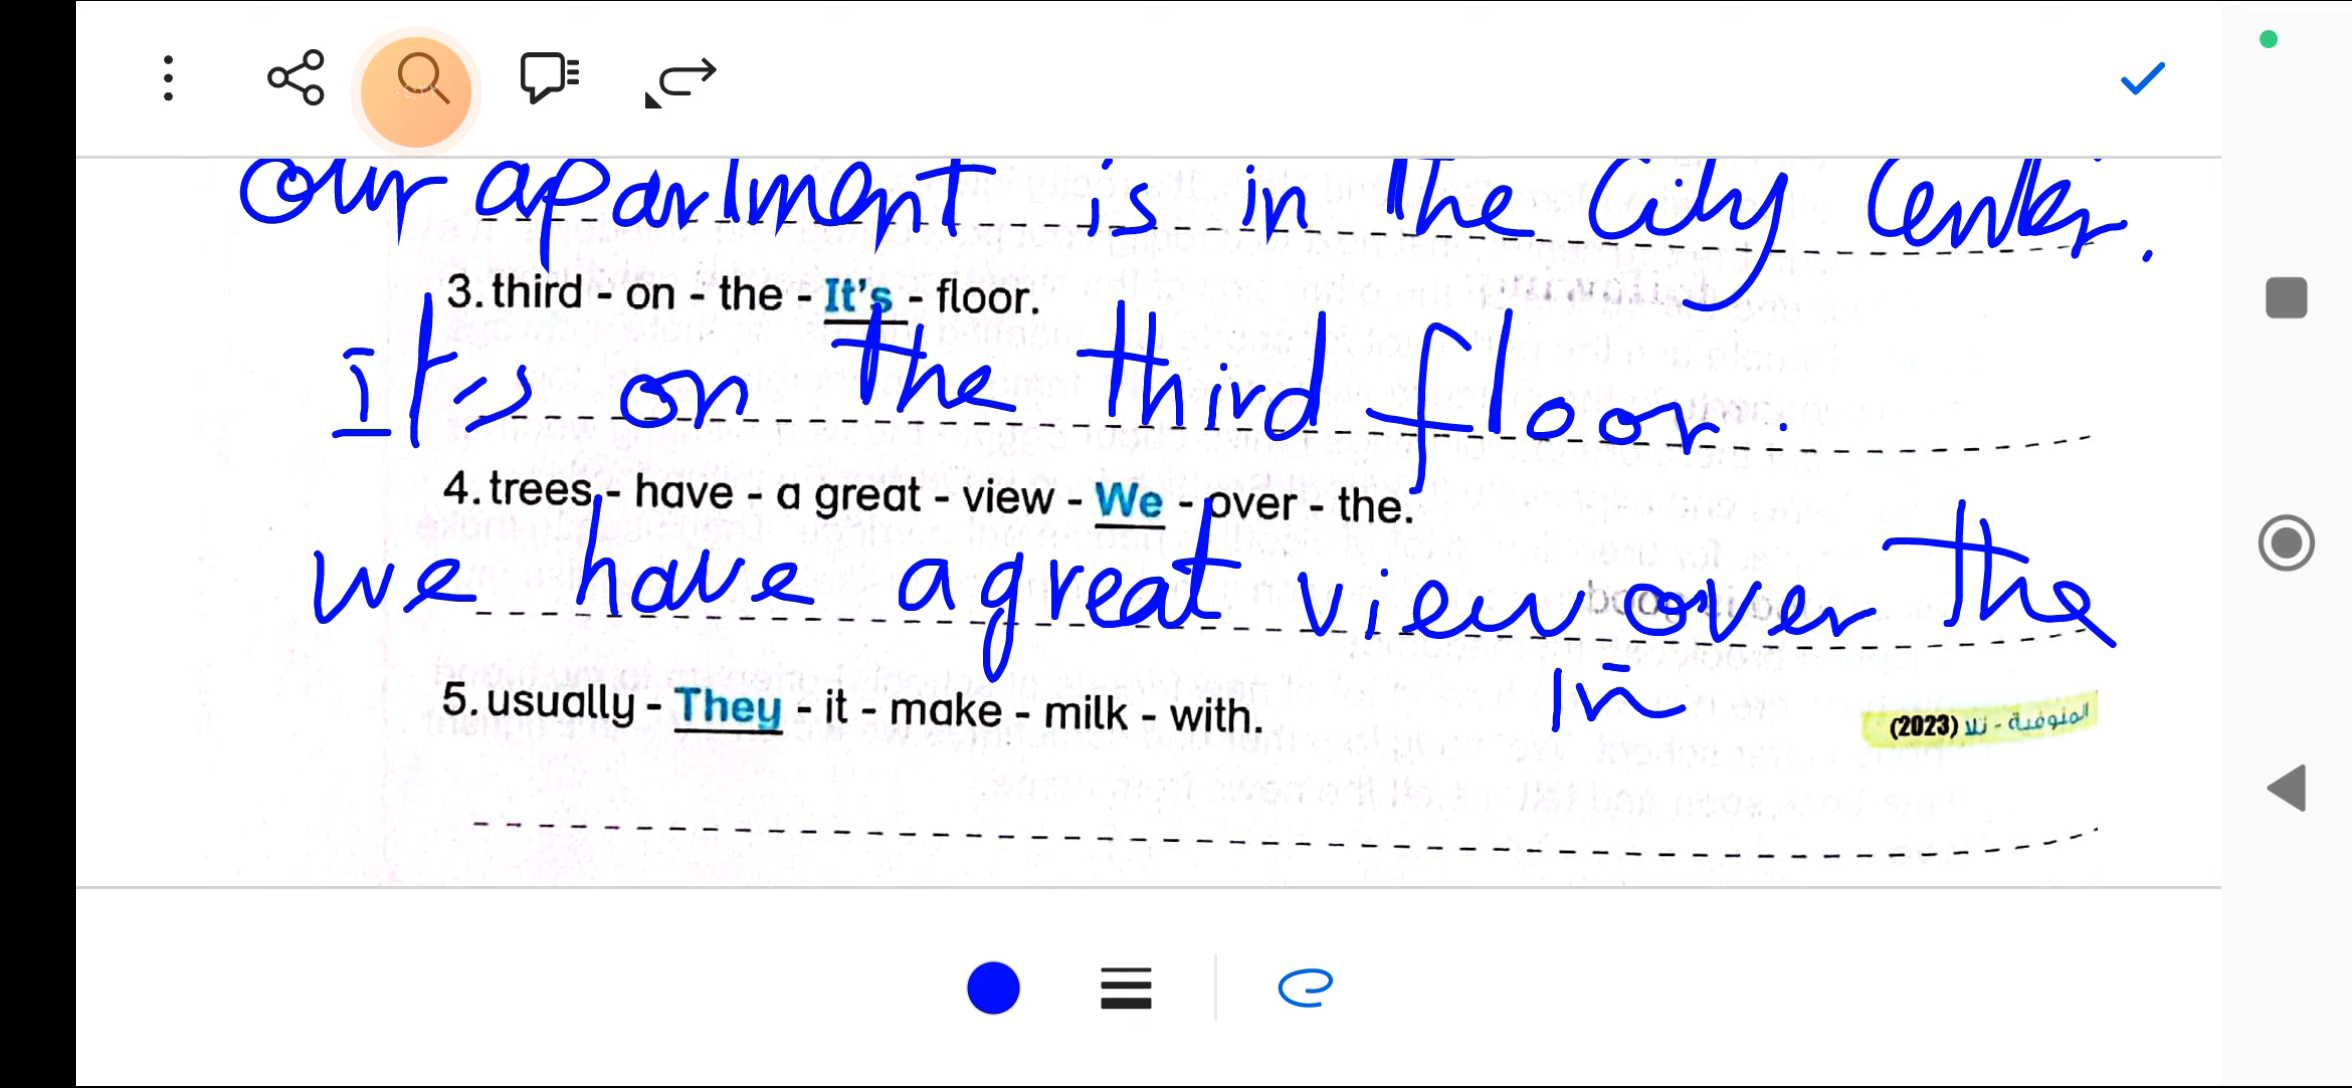 our apartment is in the City Center.
3. third - on - the - It's - floor.
It's on the third floor.
4. trees - have - a great - view - We - over - the.
we have a great view over the
5. usually - They - it - make - milk - with.
المنوفية - تلا (2023)